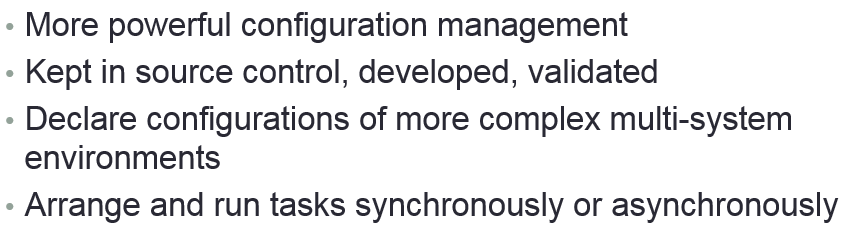 • More powerful configuration management
• Kept in source control, developed, validated
• Declare configurations of more complex multi-system
environments
• Arrange and run tasks synchronously or asynchronously